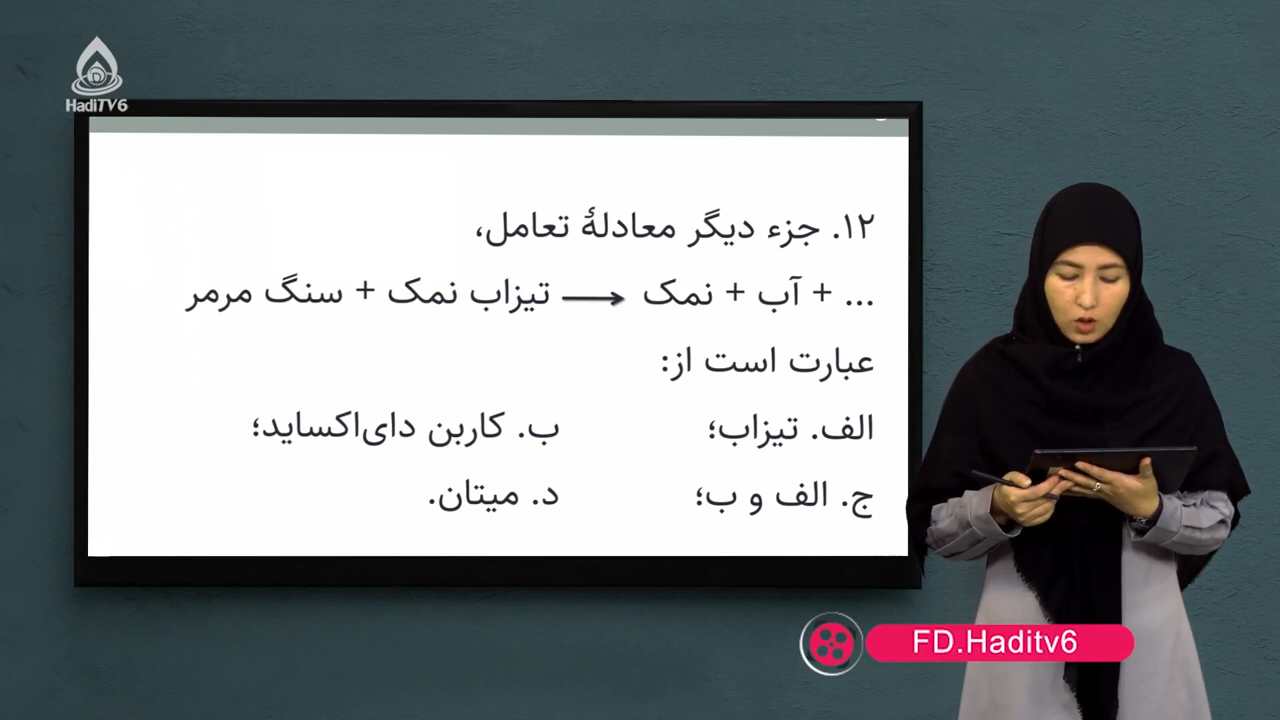 HadiTV6
۱۲. جزء دیگر معادلهٔ تعامل،
سنگ مرمر + تیزاب نمک ⟶ نمک + آب + ...
عبارت است از:
الف. تیزاب؛ ب. کاربن دای‌اکساید؛
ج. الف و ب؛ د. میتان.
FD.Haditv6